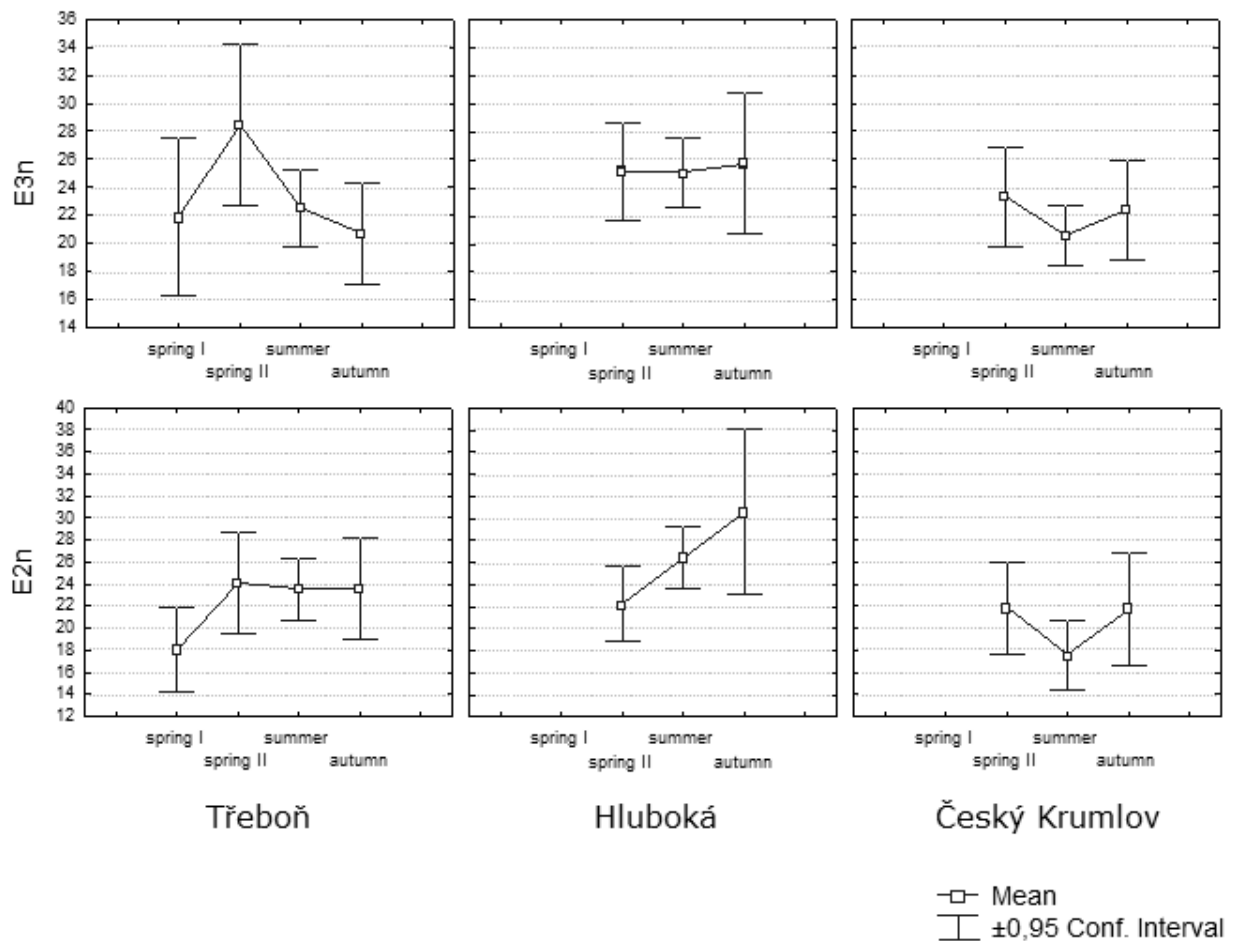 36
34
32
30
28
26
24
22
20
18
16
14
E3n
spring I
summer
spring I
summer
spring I
summer
spring II
autumn
spring II
autumn
spring II
autumn
40
38
36
34
32
30
28
26
24
22
20
18
16
14
12
E2n
spring I
summer
spring I
summer
spring I
summer
spring II
autumn
spring II
autumn
spring II
autumn
Třeboň
Hluboká
Český Krumlov
Mean
±0,95 Conf. Interval